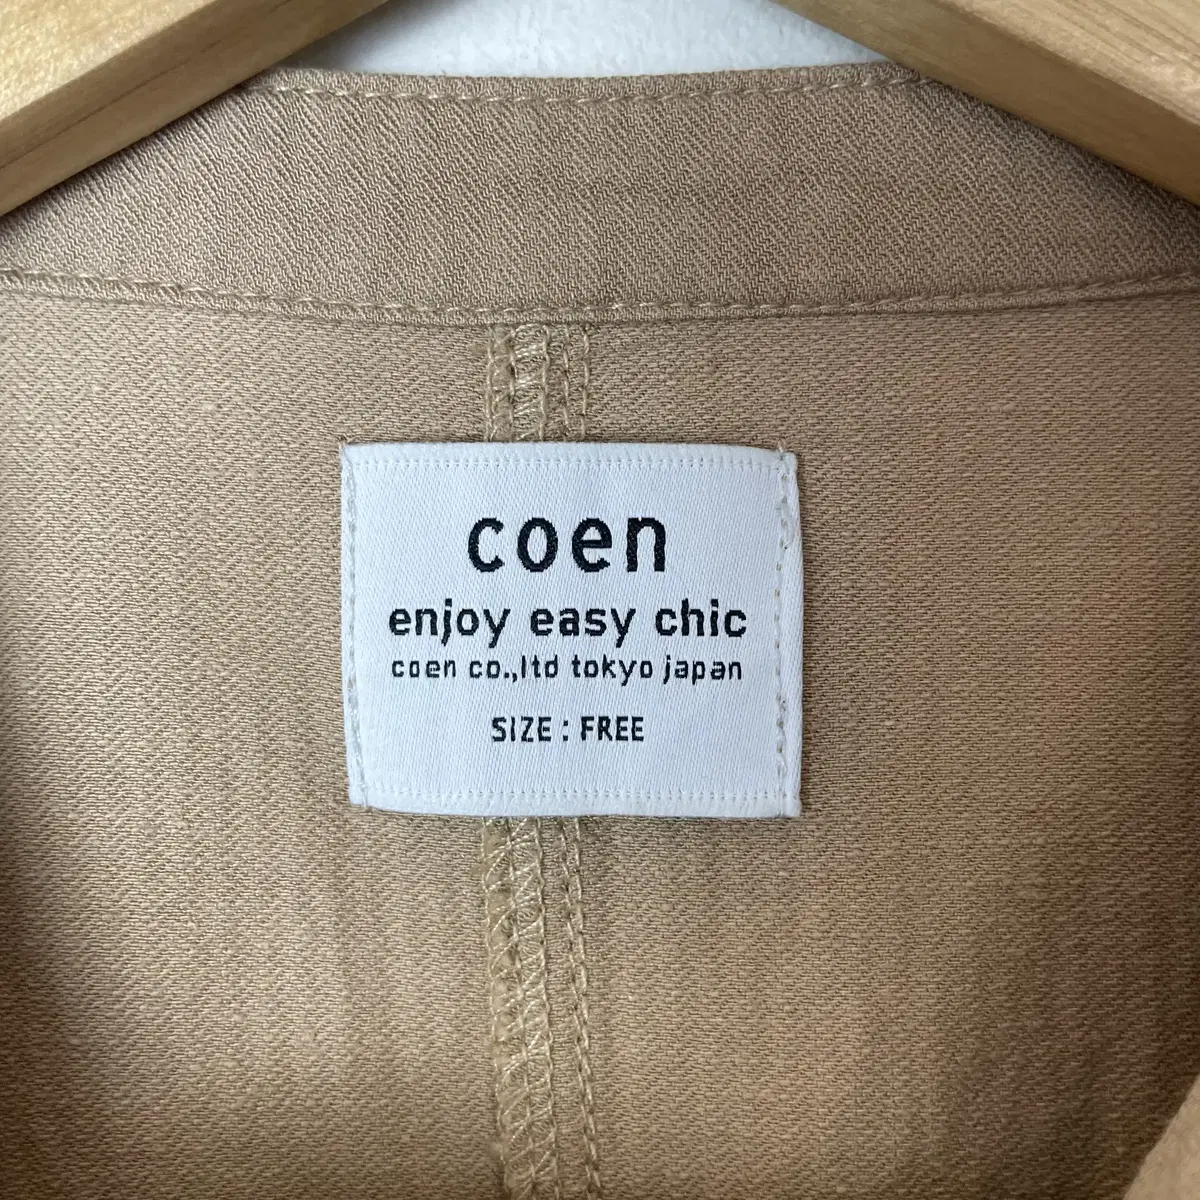 coen
enjoy easy chic
coen co.,ltd tokyo japan
SIZE : FREE